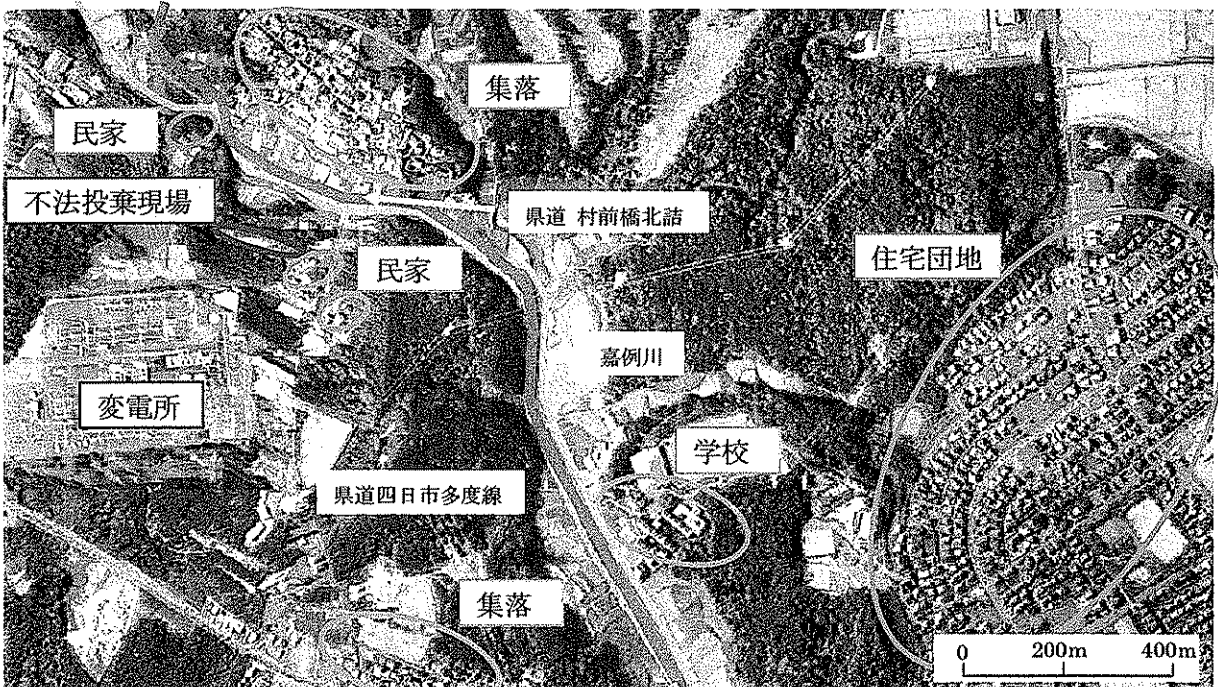 集落
民家
不法投棄現場
県道 村前橋北詰
民家
住宅団地
嘉例川
変電所
学校
県道四日市多度線
集落
0 200m 400m